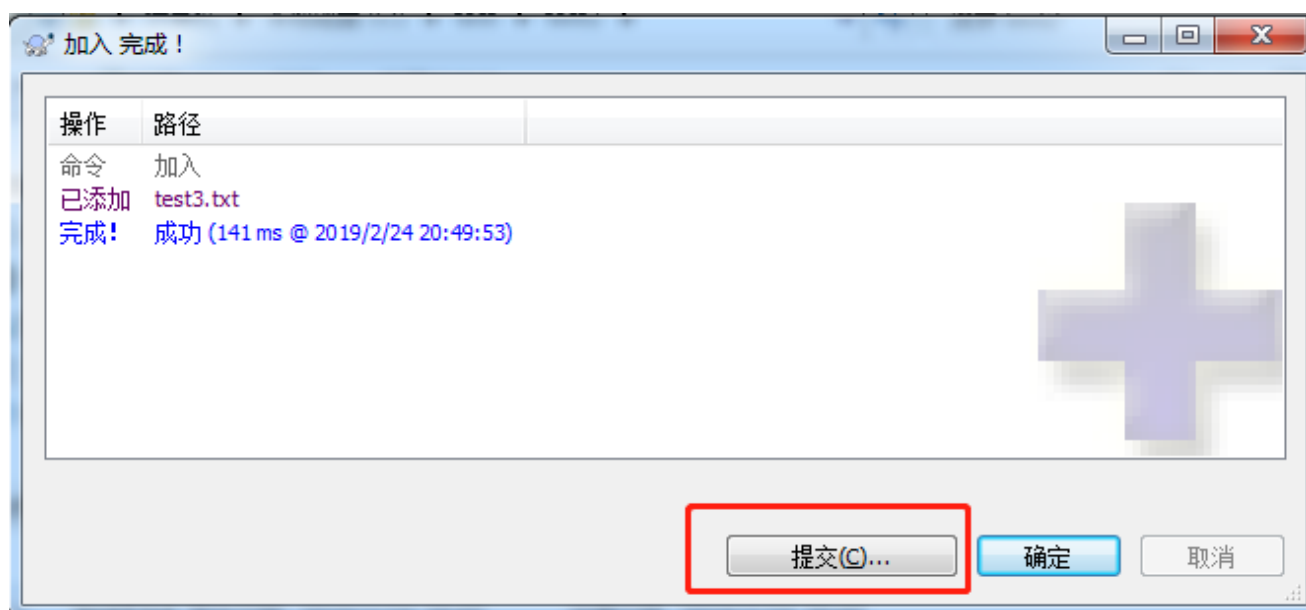 加入 完成！
操作 路径
命令 加入
已添加 test3.txt
完成! 成功 (141 ms @ 2019/2/24 20:49:53)
提交(C)... 确定 取消